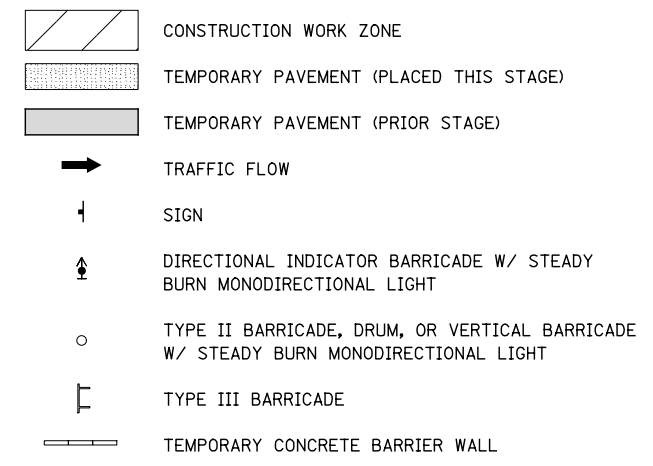 CONSTRUCTION WORK ZONE
TEMPORARY PAVEMENT (PLACED THIS STAGE)
TEMPORARY PAVEMENT (PRIOR STAGE)
TRAFFIC FLOW
SIGN
DIRECTIONAL INDICATOR BARRICADE W/ STEADY
BURN MONODIRECTIONAL LIGHT
TYPE II BARRICADE, DRUM, OR VERTICAL BARRICADE
W/ STEADY BURN MONODIRECTIONAL LIGHT
TYPE III BARRICADE
TEMPORARY CONCRETE BARRIER WALL